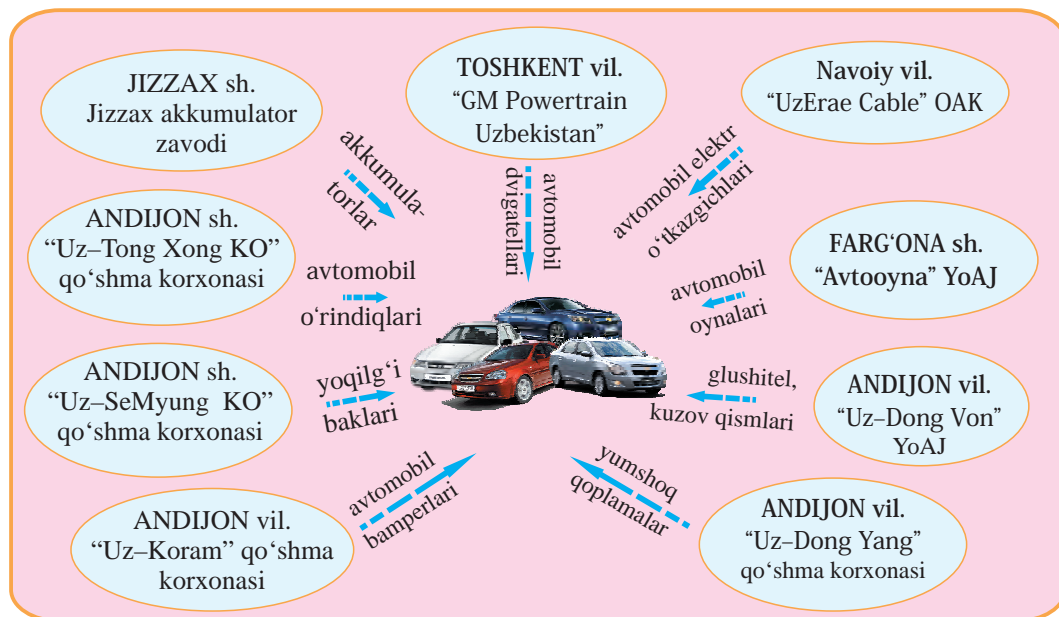 JIZZAX sh.
Jizzax akkumulator
zavodi
akkumula-
torlar
TOSHKENT vil.
“GM Powertrain
Uzbekistan”
avtomobil
dvigatellari
Navoiy vil.
“UzErae Cable” OAK
avtomobil elektr
o‘tkazgichlari
ANDIJON sh.
“Uz–Tong Xong KO”
qo‘shma korxonasi
avtomobil
o‘rindiqlari
FARG‘ONA sh.
“Avtooyna” YoAJ
avtomobil
oynalari
ANDIJON sh.
“Uz–SeMyung KO”
qo‘shma korxonasi
yoqilg‘i
baklari
ANDIJON vil.
“Uz–Dong Von”
YoAJ
glushitel,
kuzov qismlari
ANDIJON vil.
“Uz–Koram” qo‘shma
korxonasi
avtomobil
bamperlari
ANDIJON vil.
“Uz–Dong Yang”
qo‘shma korxonasi
yumshoq
qoplamalar